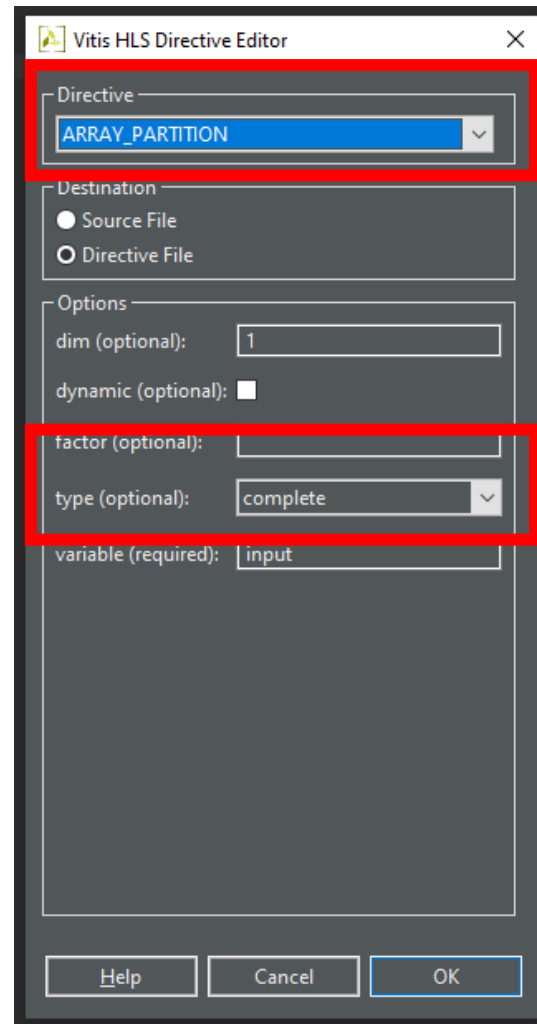 Vitis HLS Directive Editor
Directive
ARRAY_PARTITION
Destination
Source File
Directive File
Options
dim (optional): 1
dynamic (optional):
factor (optional):
type (optional): complete
variable (required): input
Help Cancel OK